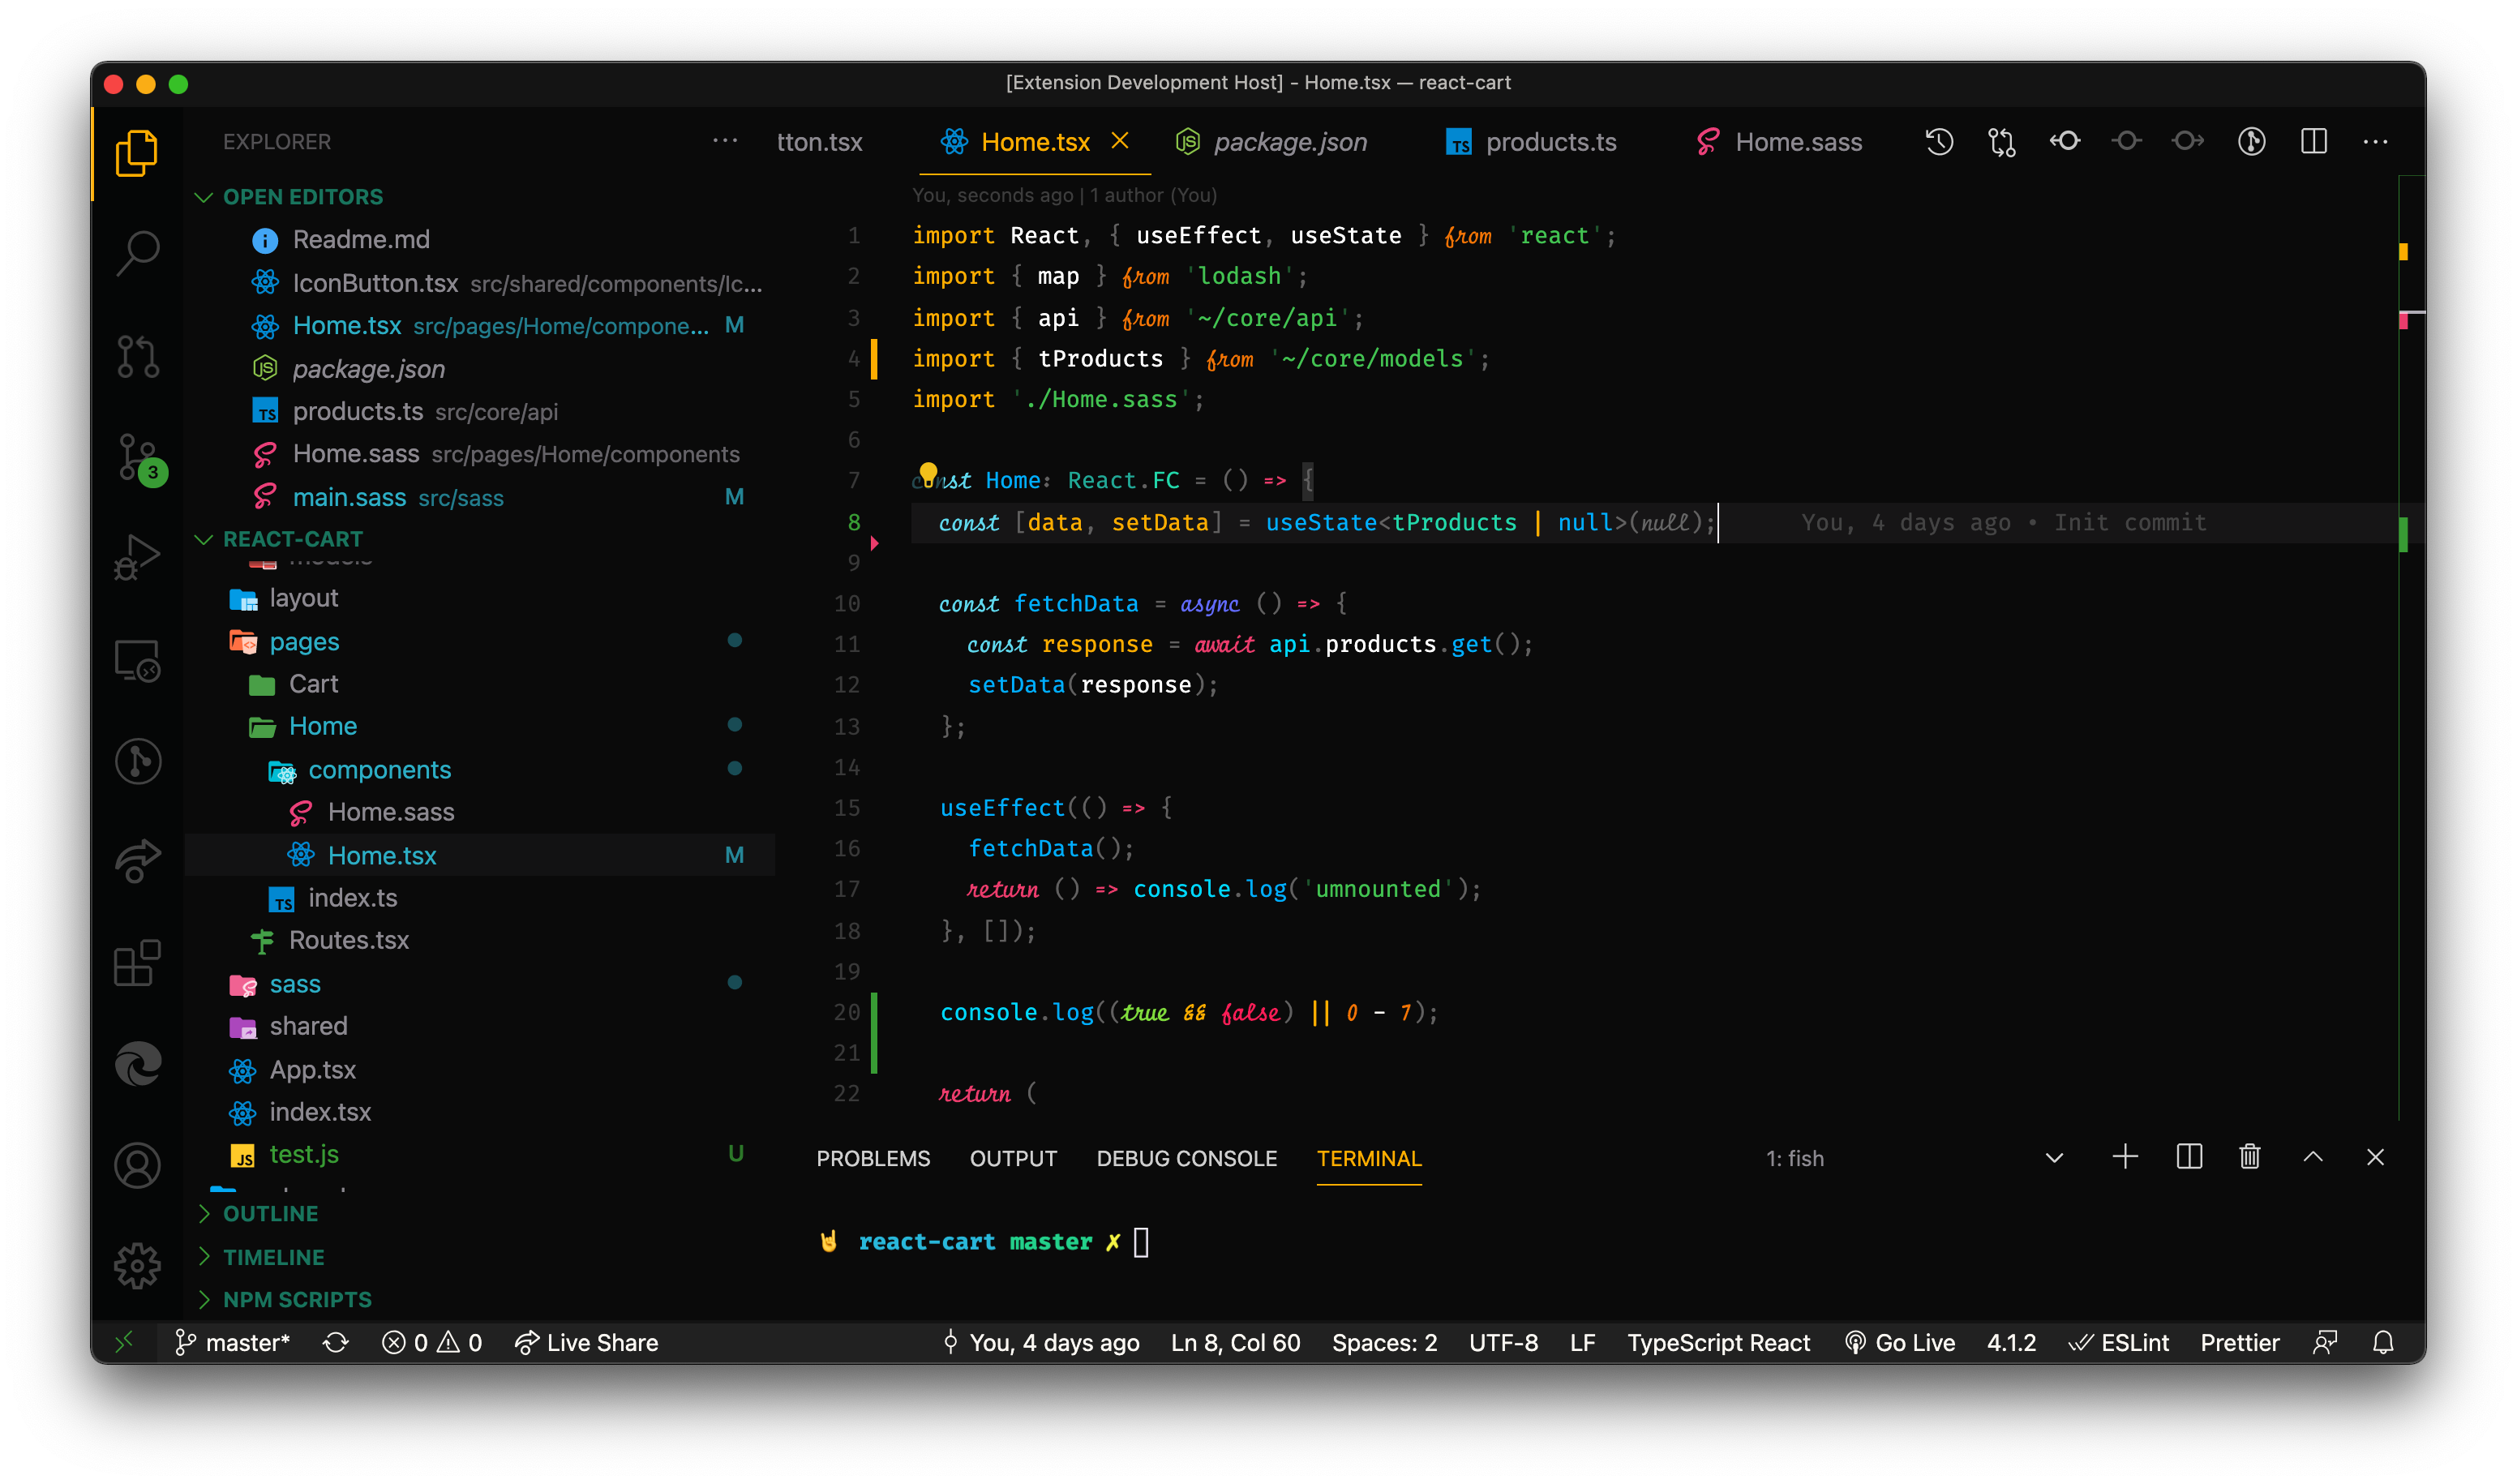 [Extension Development Host] - Home.tsx — react-cart
EXPLORER
OPEN EDITORS
Readme.md
IconButton.tsx src/shared/components/Ic...
Home.tsx src/pages/Home/compone... M
package.json
products.ts src/core/api
Home.sass src/pages/Home/components
main.sass src/sass M
REACT-CART
models
layout
pages
Cart
Home
components
Home.sass
Home.tsx M
index.ts
Routes.tsx
sass
shared
App.tsx
index.tsx
test.js U
OUTLINE
TIMELINE
NPM SCRIPTS
3
tton.tsx Home.tsx package.json products.ts Home.sass
You, seconds ago | 1 author (You)
1 import React, { useEffect, useState } from 'react';
2 import { map } from 'lodash';
3 import { api } from '~/core/api';
4 import { tProducts } from '~/core/models';
5 import './Home.sass';
6
7 const Home: React.FC = () => {
8 const [data, setData] = useState<tProducts | null>(null); You, 4 days ago • Init commit
9
10 const fetchData = async () => {
11 const response = await api.products.get();
12 setData(response);
13 };
14
15 useEffect(() => {
16 fetchData();
17 return () => console.log('umnounted');
18 }, []);
19
20 console.log((true && false) || 0 - 7);
21
22 return (
PROBLEMS OUTPUT DEBUG CONSOLE TERMINAL 1: fish
react-cart master ✗
master* 0 0 Live Share You, 4 days ago Ln 8, Col 60 Spaces: 2 UTF-8 LF TypeScript React Go Live 4.1.2 ESLint Prettier